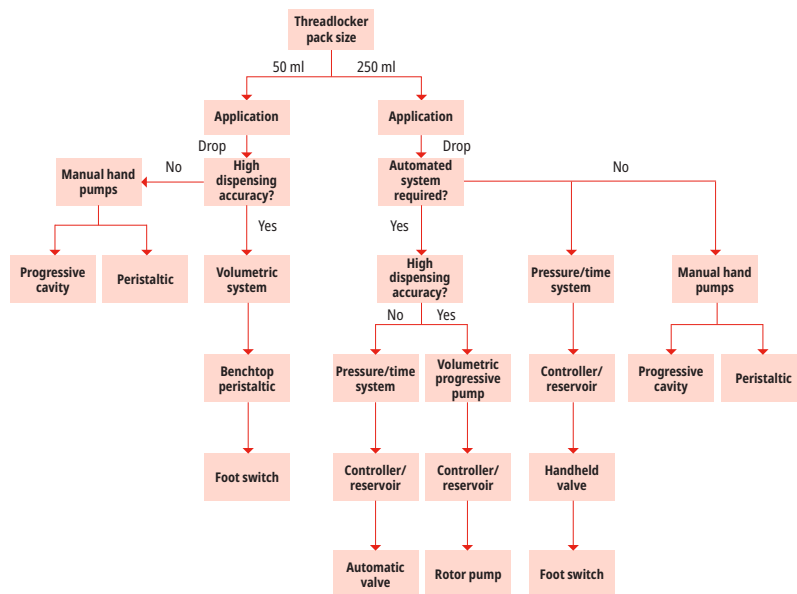 Threadlocker
pack size
50 ml
250 ml
Application
Application
Drop
Drop
Manual hand
pumps
No
High
dispensing
accuracy?
Automated
system
required?
No
Yes
Yes
Progressive
cavity
Peristaltic
Volumetric
system
High
dispensing
accuracy?
Pressure/time
system
Manual hand
pumps
No
Yes
Benchtop
peristaltic
Pressure/time
system
Volumetric
progressive
pump
Controller/
reservoir
Progressive
cavity
Peristaltic
Foot switch
Controller/
reservoir
Controller/
reservoir
Handheld
valve
Automatic
valve
Rotor pump
Foot switch